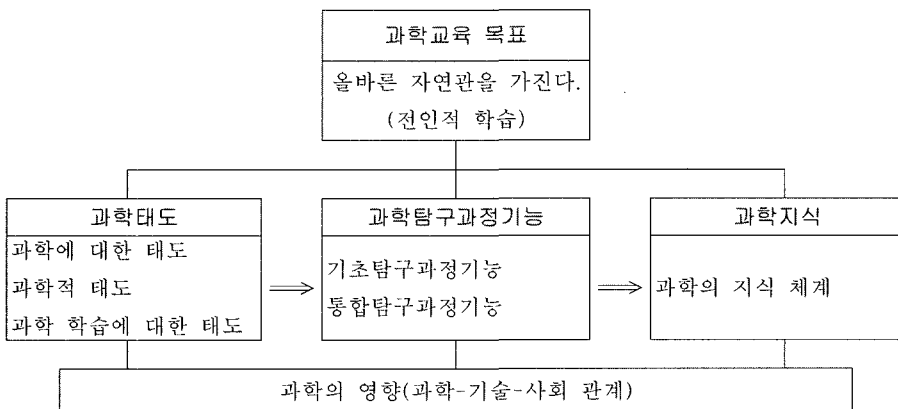 과학교육 목표
올바른 자연관을 가진다.
(전인적 학습)
과학태도
과학에 대한 태도
과학적 태도
과학 학습에 대한 태도
과학탐구과정기능
기초탐구과정기능
통합탐구과정기능
과학지식
과학의 지식 체계
과학의 영향(과학-기술-사회 관계)